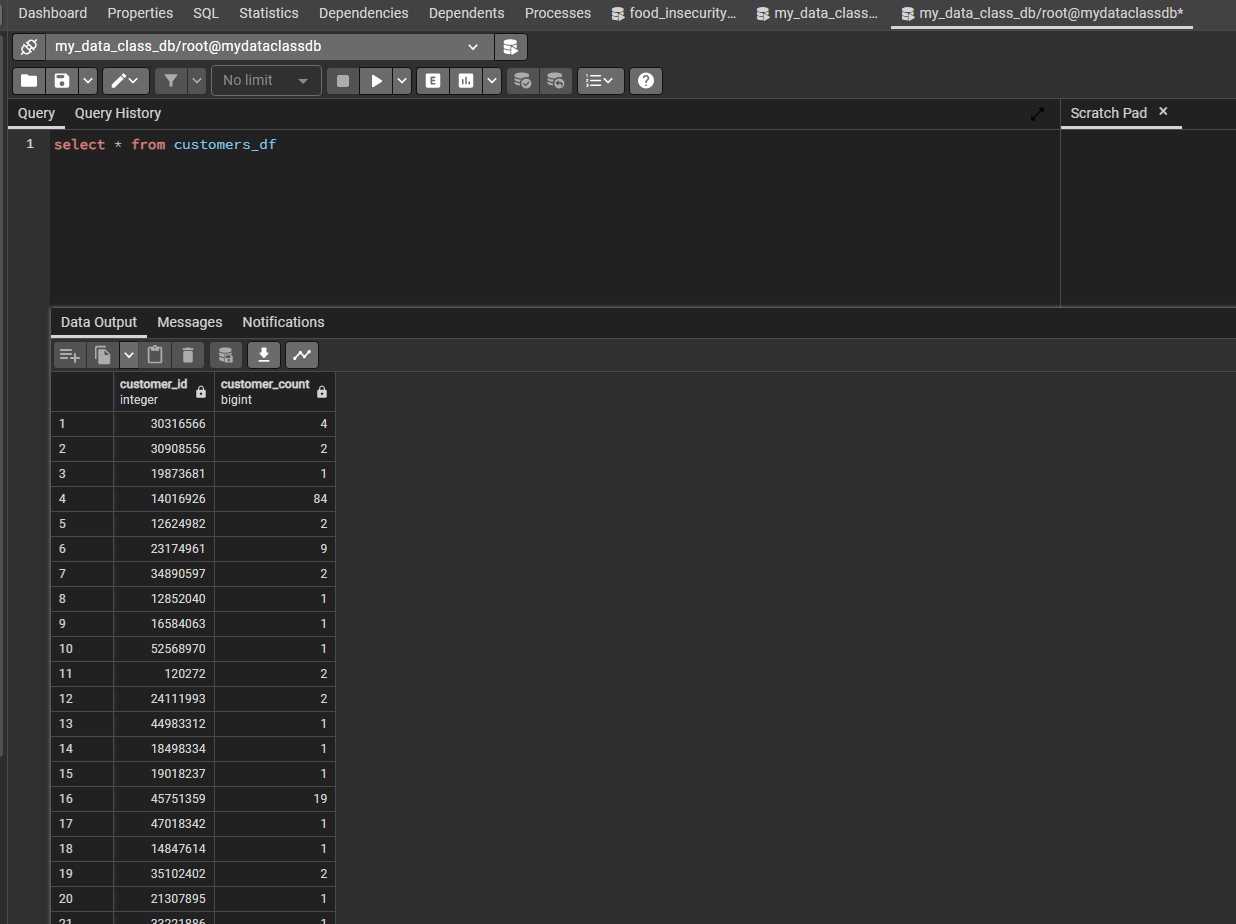 Dashboard Properties SQL Statistics Dependencies Dependents Processes food_insecurity... my_data_class... my_data_class_db/root@mydataclassdb*
my_data_class_db/root@mydataclassdb
No limit E
Query Query History Scratch Pad ×
1 select * from customers_df
Data Output Messages Notifications
customer_id customer_count
integer bigint
1 30316566 4
2 30908556 2
3 19873681 1
4 14016926 84
5 12624982 2
6 23174961 9
7 34890597 2
8 12852040 1
9 16584063 1
10 52568970 1
11 120272 2
12 24111993 2
13 44983312 1
14 18498334 1
15 19018237 1
16 45751359 19
17 47018342 1
18 14847614 1
19 35102402 2
20 21307895 1
21 33221886 1